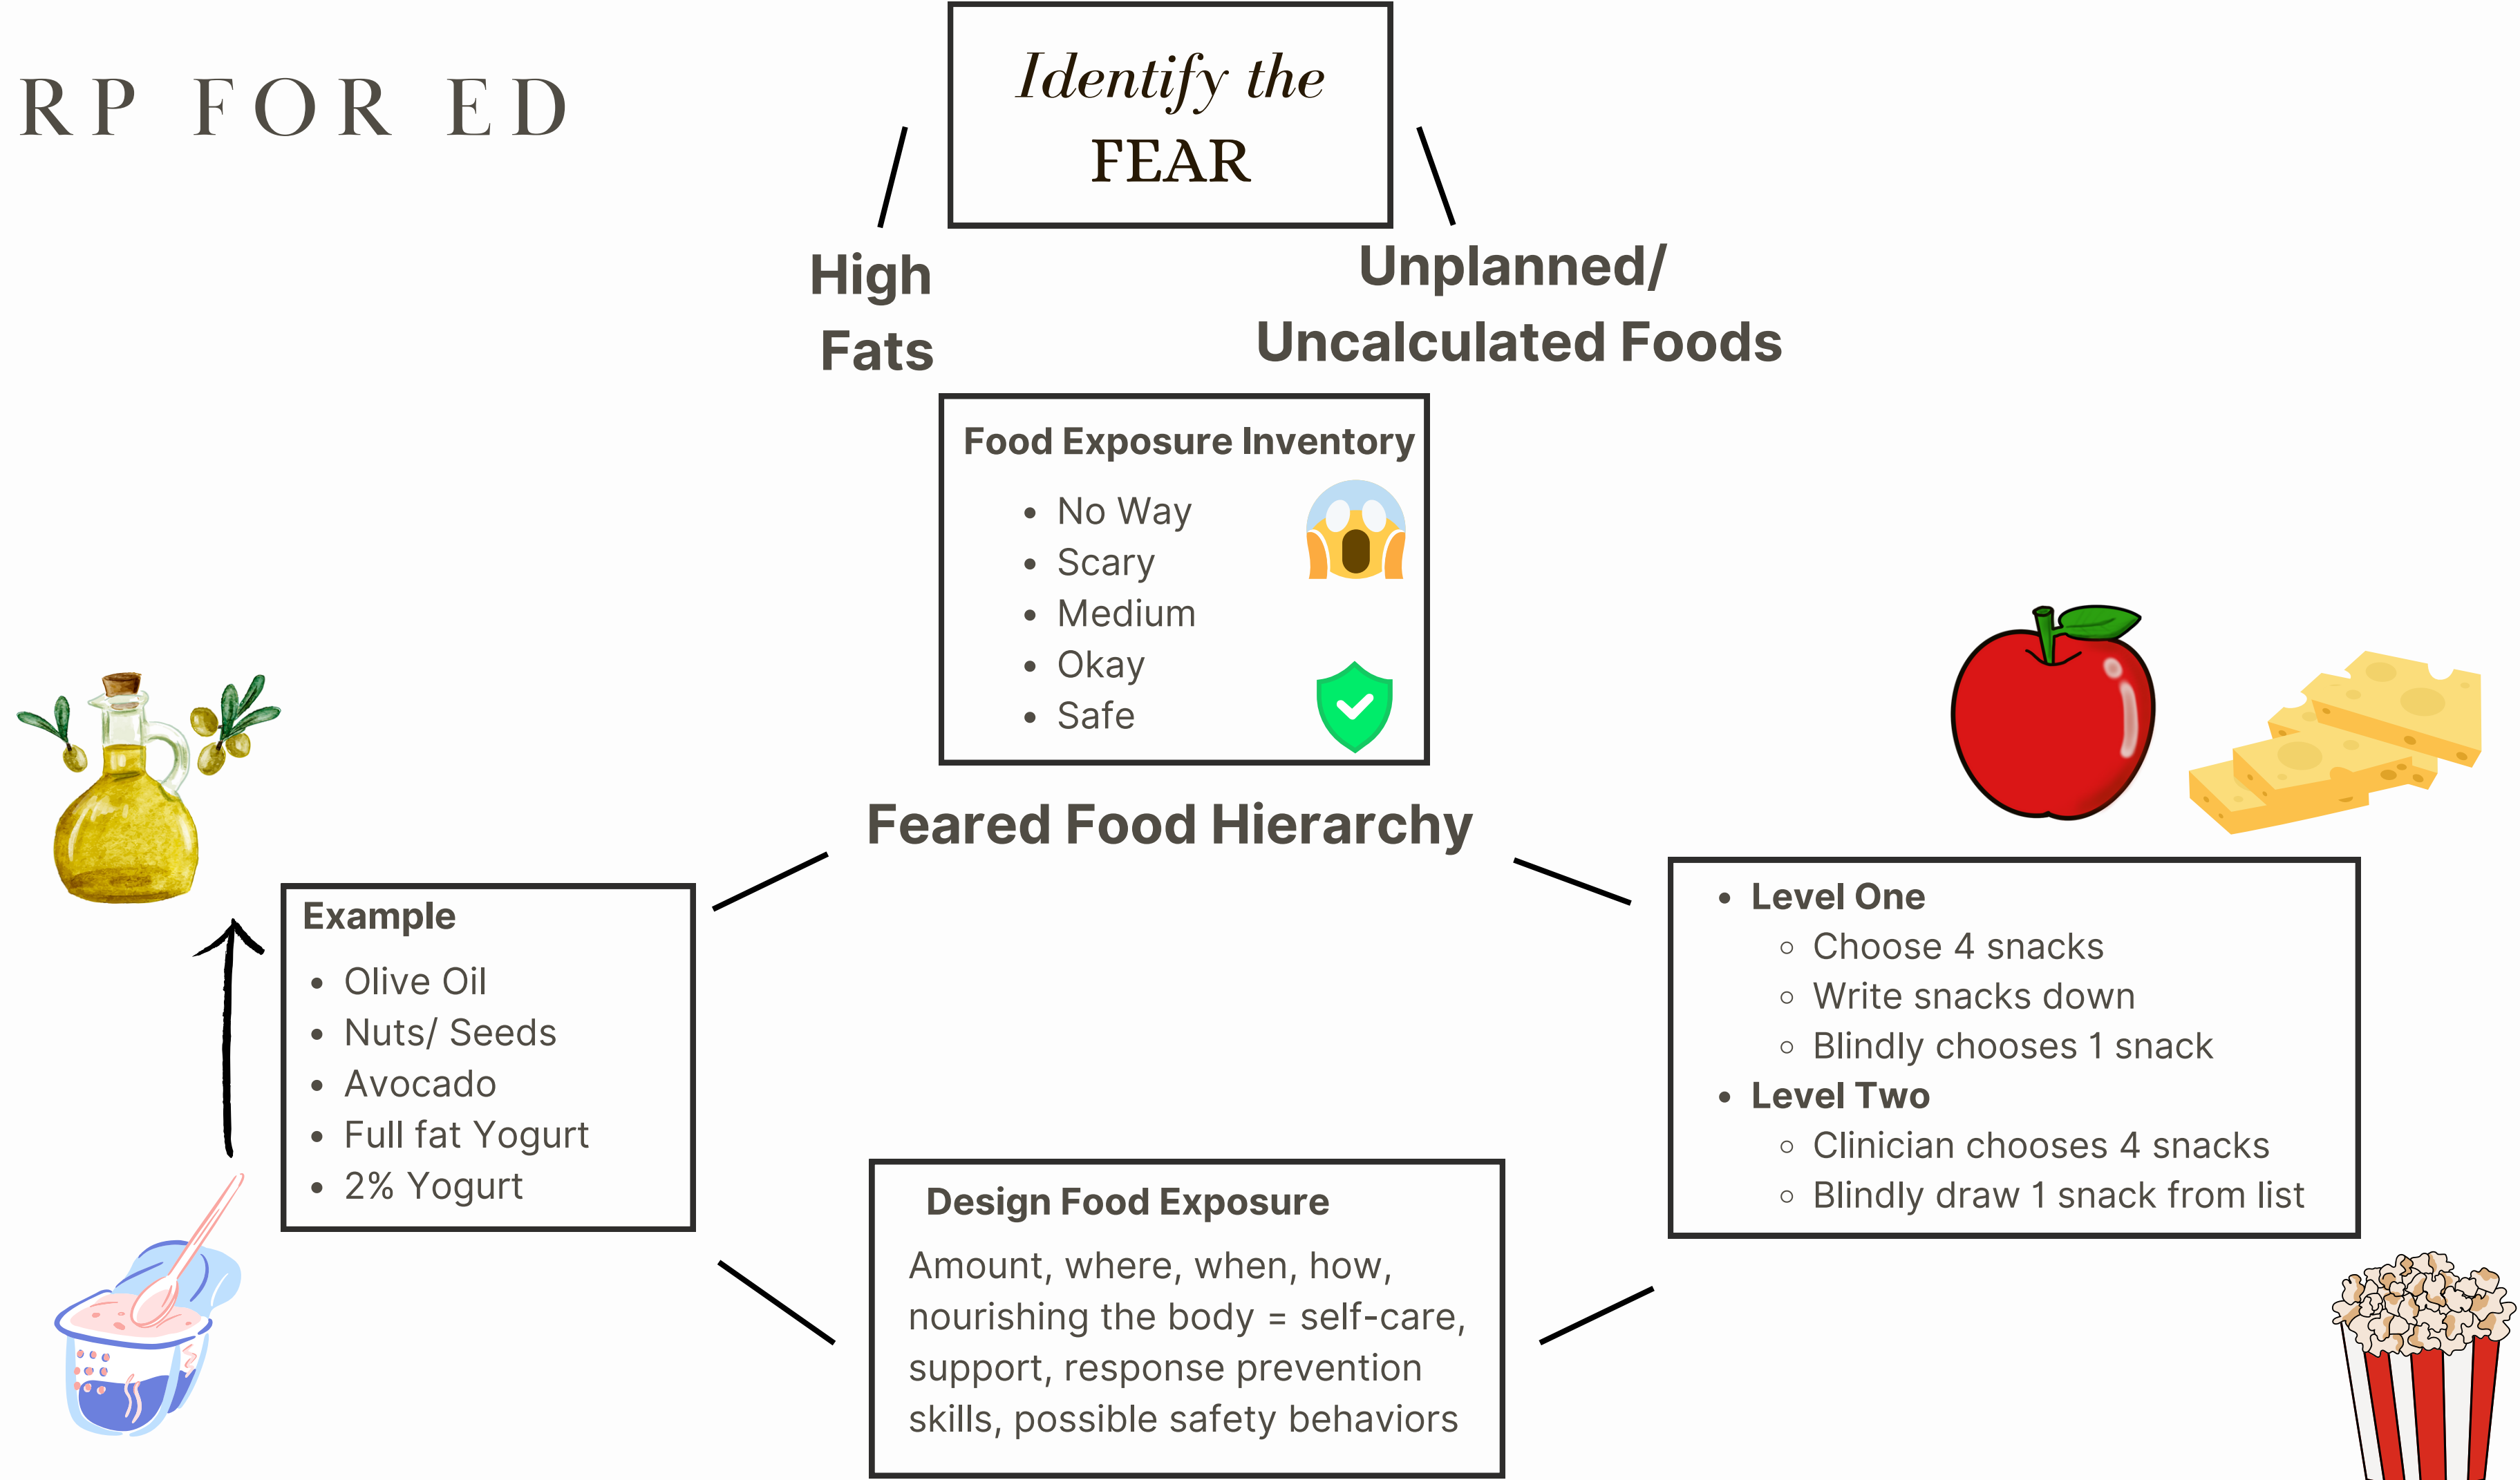 RP FOR ED
Identify the
FEAR
High
Fats
Unplanned/
Uncalculated Foods
Food Exposure Inventory
• No Way
• Scary
• Medium
• Okay
• Safe
Feared Food Hierarchy
Example
• Olive Oil
• Nuts/ Seeds
• Avocado
• Full fat Yogurt
• 2% Yogurt
• Level One
◦ Choose 4 snacks
◦ Write snacks down
◦ Blindly chooses 1 snack
• Level Two
◦ Clinician chooses 4 snacks
◦ Blindly draw 1 snack from list
Design Food Exposure
Amount, where, when, how,
nourishing the body = self-care,
support, response prevention
skills, possible safety behaviors